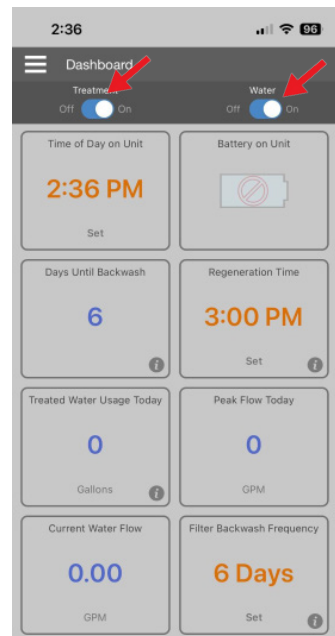 2:36 96
Dashboard
Treatment Water
Off On Off On
Time of Day on Unit
2:36 PM
Set
Battery on Unit
Days Until Backwash
6
Regeneration Time
3:00 PM
Set
Treated Water Usage Today
0
Gallons
Peak Flow Today
0
GPM
Current Water Flow
0.00
GPM
Filter Backwash Frequency
6 Days
Set